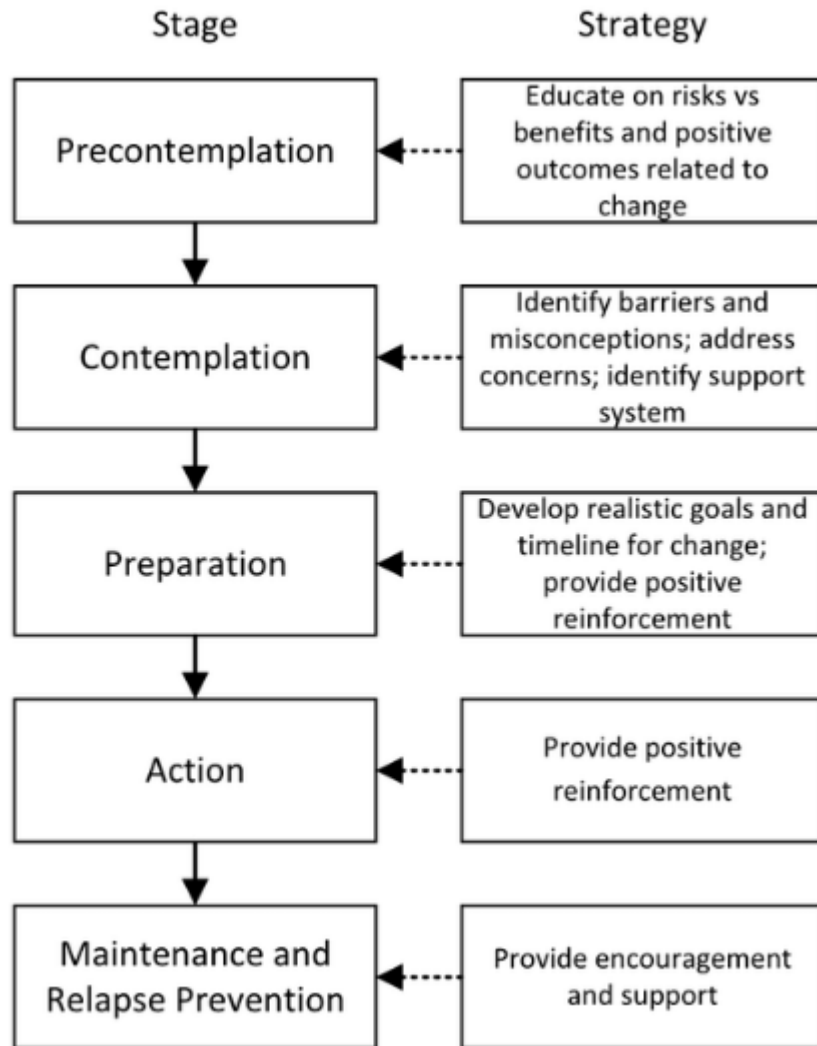 Stage
Strategy
Precontemplation
Educate on risks vs
benefits and positive
outcomes related to
change
Contemplation
Identify barriers and
misconceptions; address
concerns; identify support
system
Preparation
Develop realistic goals and
timeline for change;
provide positive
reinforcement
Action
Provide positive
reinforcement
Maintenance and
Relapse Prevention
Provide encouragement
and support